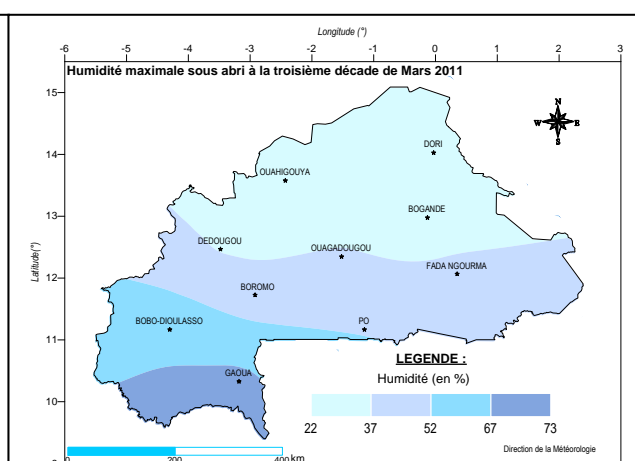 Longitude (°)
-6 -5 -4 -3 -2 -1 0 1 2 3
Humidité maximale sous abri à la troisième décade de Mars 2011
15
N
W E
S
DORI
14
OUAHIGOUYA
BOGANDE
13
DEDOUGOU
OUAGADOUGOU
FADA NGOURMA
Latitude(°)
12
BOROMO
BOBO-DIOULASSO
PO
11
LEGENDE :
GAOUA
Humidité (en %)
10
22 37 52 67 73
Direction de la Météorologie
0 200 400 km